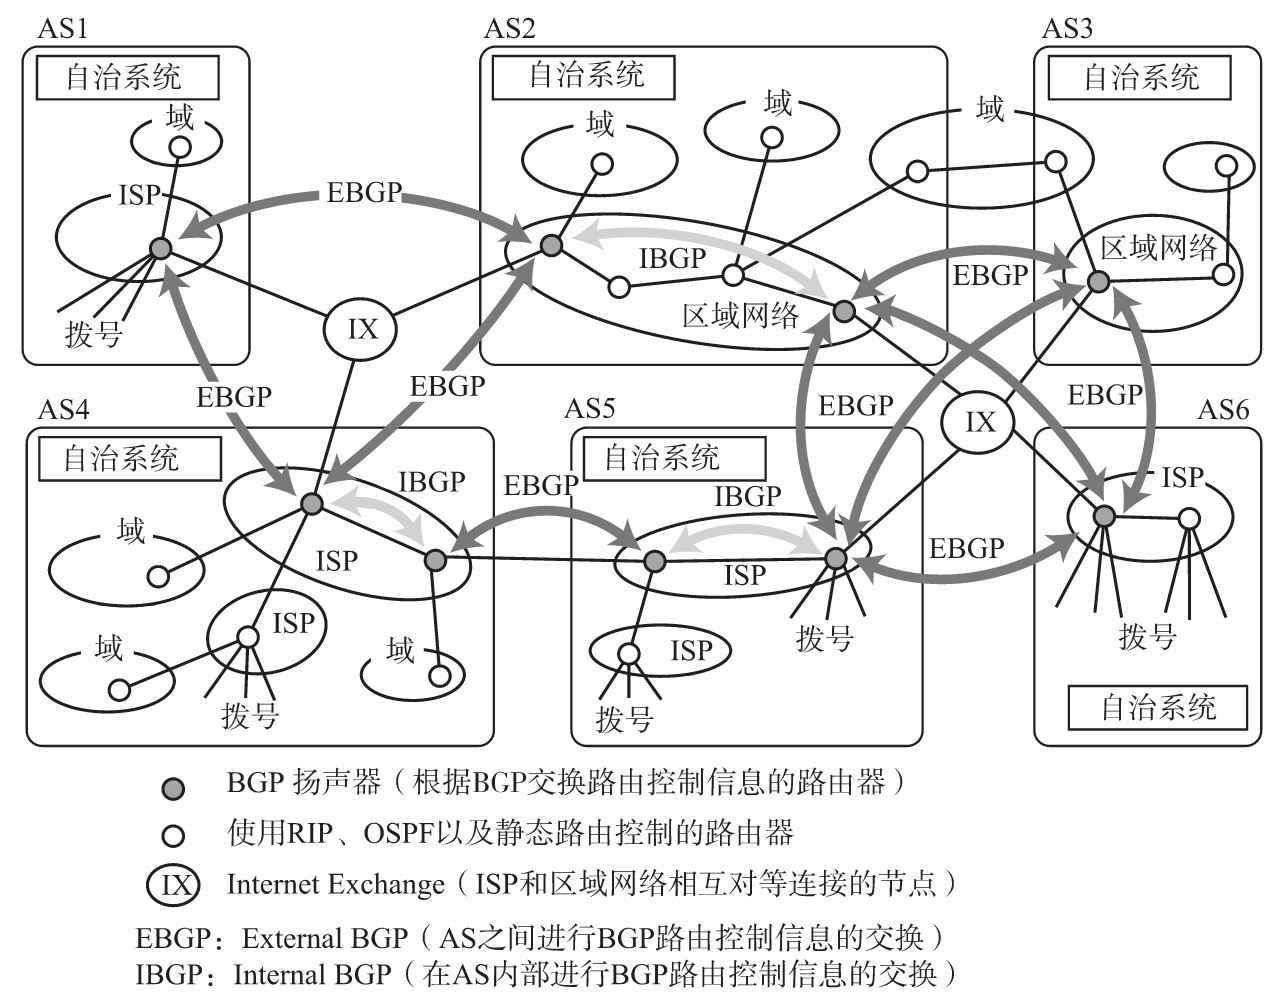 AS1
AS2
AS3
自治系统
自治系统
自治系统
域
域
域
域
ISP
EBGP
IBGP
区域网络
区域网络
EBGP
拨号
IX
EBGP
EBGP
EBGP
EBGP
IX
AS4
AS5
AS6
自治系统
自治系统
IBGP
EBGP
IBGP
ISP
域
ISP
ISP
EBGP
ISP
域
域
ISP
拨号
拨号
拨号
拨号
自治系统
BGP 扬声器（根据BGP交换路由控制信息的路由器）
使用RIP、OSPF以及静态路由控制的路由器
IX Internet Exchange（ISP和区域网络相互对等连接的节点）
EBGP：External BGP（AS之间进行BGP路由控制信息的交换）
IBGP：Internal BGP（在AS内部进行BGP路由控制信息的交换）